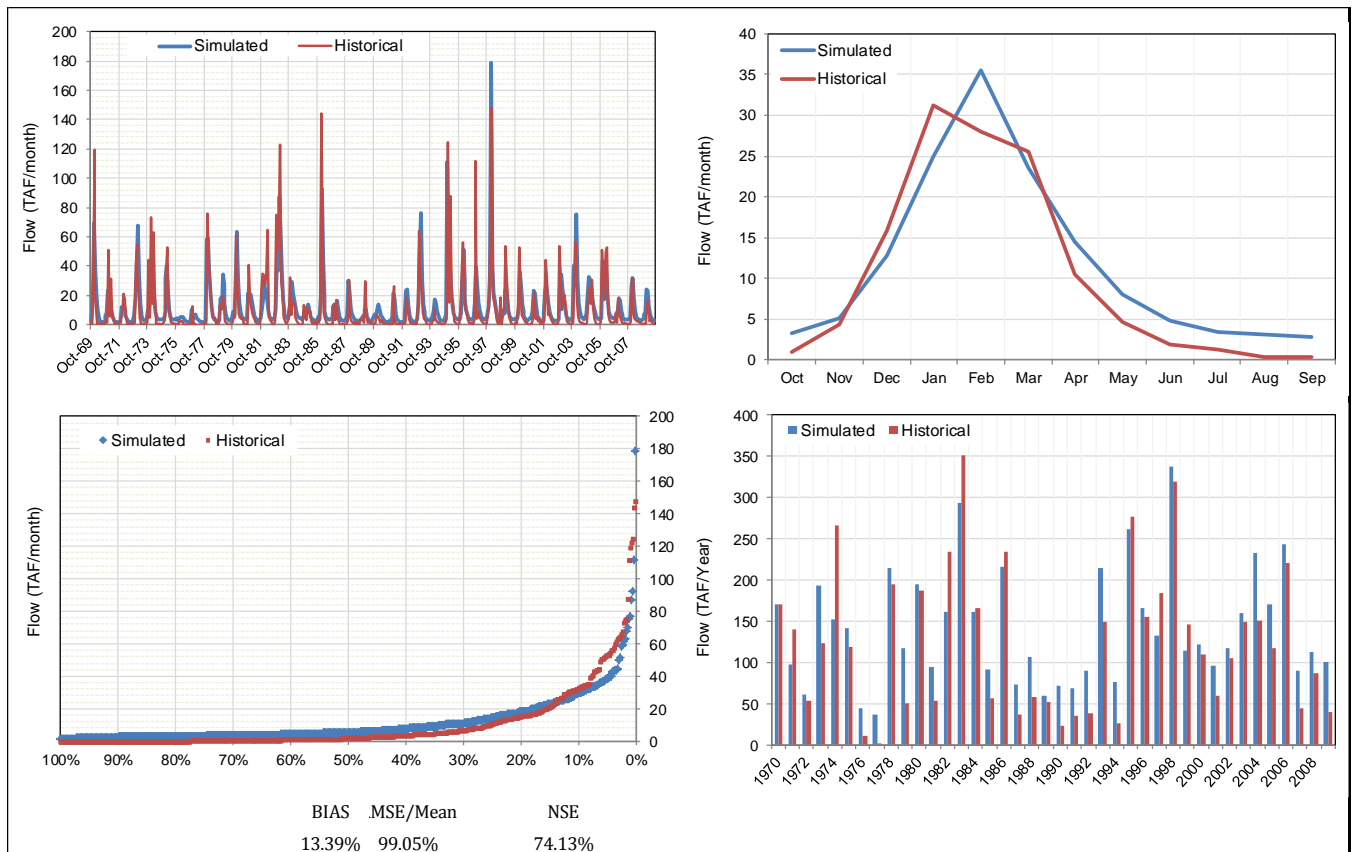 Simulated Historical
Flow (TAF/month)
200
180
160
140
120
100
80
60
40
20
0
Oct-69 Oct-71 Oct-73 Oct-75 Oct-77 Oct-79 Oct-81 Oct-83 Oct-85 Oct-87 Oct-89 Oct-91 Oct-93 Oct-95 Oct-97 Oct-99 Oct-01 Oct-03 Oct-05 Oct-07
Simulated
Historical
Flow (TAF/month)
40
35
30
25
20
15
10
5
0
Oct Nov Dec Jan Feb Mar Apr May Jun Jul Aug Sep
Simulated Historical
Flow (TAF/month)
200
180
160
140
120
100
80
60
40
20
0
100% 90% 80% 70% 60% 50% 40% 30% 20% 10% 0%
Simulated Historical
Flow (TAF/Year)
400
350
300
250
200
150
100
50
0
1970 1972 1974 1976 1978 1980 1982 1984 1986 1988 1990 1992 1994 1996 1998 2000 2002 2004 2006 2008
BIAS MSE/Mean NSE
13.39% 99.05% 74.13%